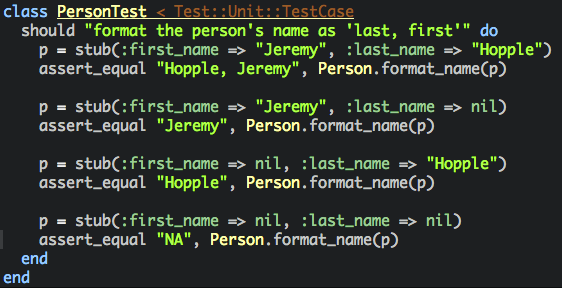 class PersonTest < Test::Unit::TestCase
  should "format the person's name as 'last, first'" do
    p = stub(:first_name => "Jeremy", :last_name => "Hopple")
    assert_equal "Hopple, Jeremy", Person.format_name(p)

    p = stub(:first_name => "Jeremy", :last_name => nil)
    assert_equal "Jeremy", Person.format_name(p)

    p = stub(:first_name => nil, :last_name => "Hopple")
    assert_equal "Hopple", Person.format_name(p)

    p = stub(:first_name => nil, :last_name => nil)
    assert_equal "NA", Person.format_name(p)
  end
end